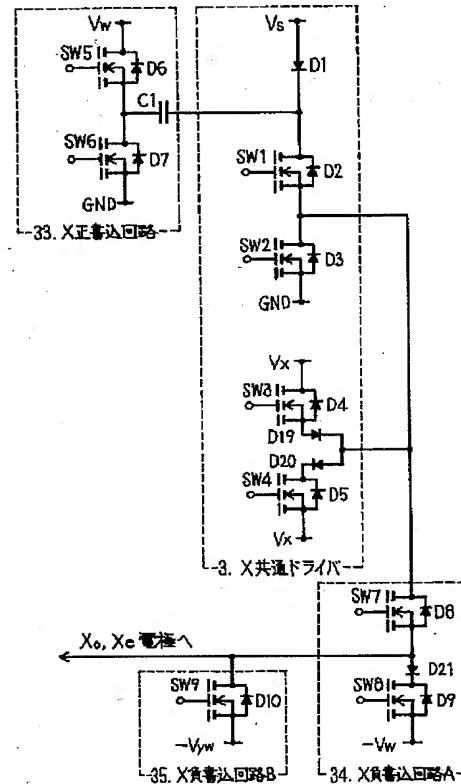 Vw
Vs
SW5
D6
D1
C1
SW6
D7
SW1
D2
GND
33. X正書込回路
SW2
D3
GND
Vx
SW3
D4
D19
D20
SW4
D5
Vx
3. X共通ドライバ
SW7
D8
Xo, Xe 電極へ
D21
SW9
D10
SW8
D9
-Vyw
-Vw
35. X負書込回路B
34. X負書込回路A